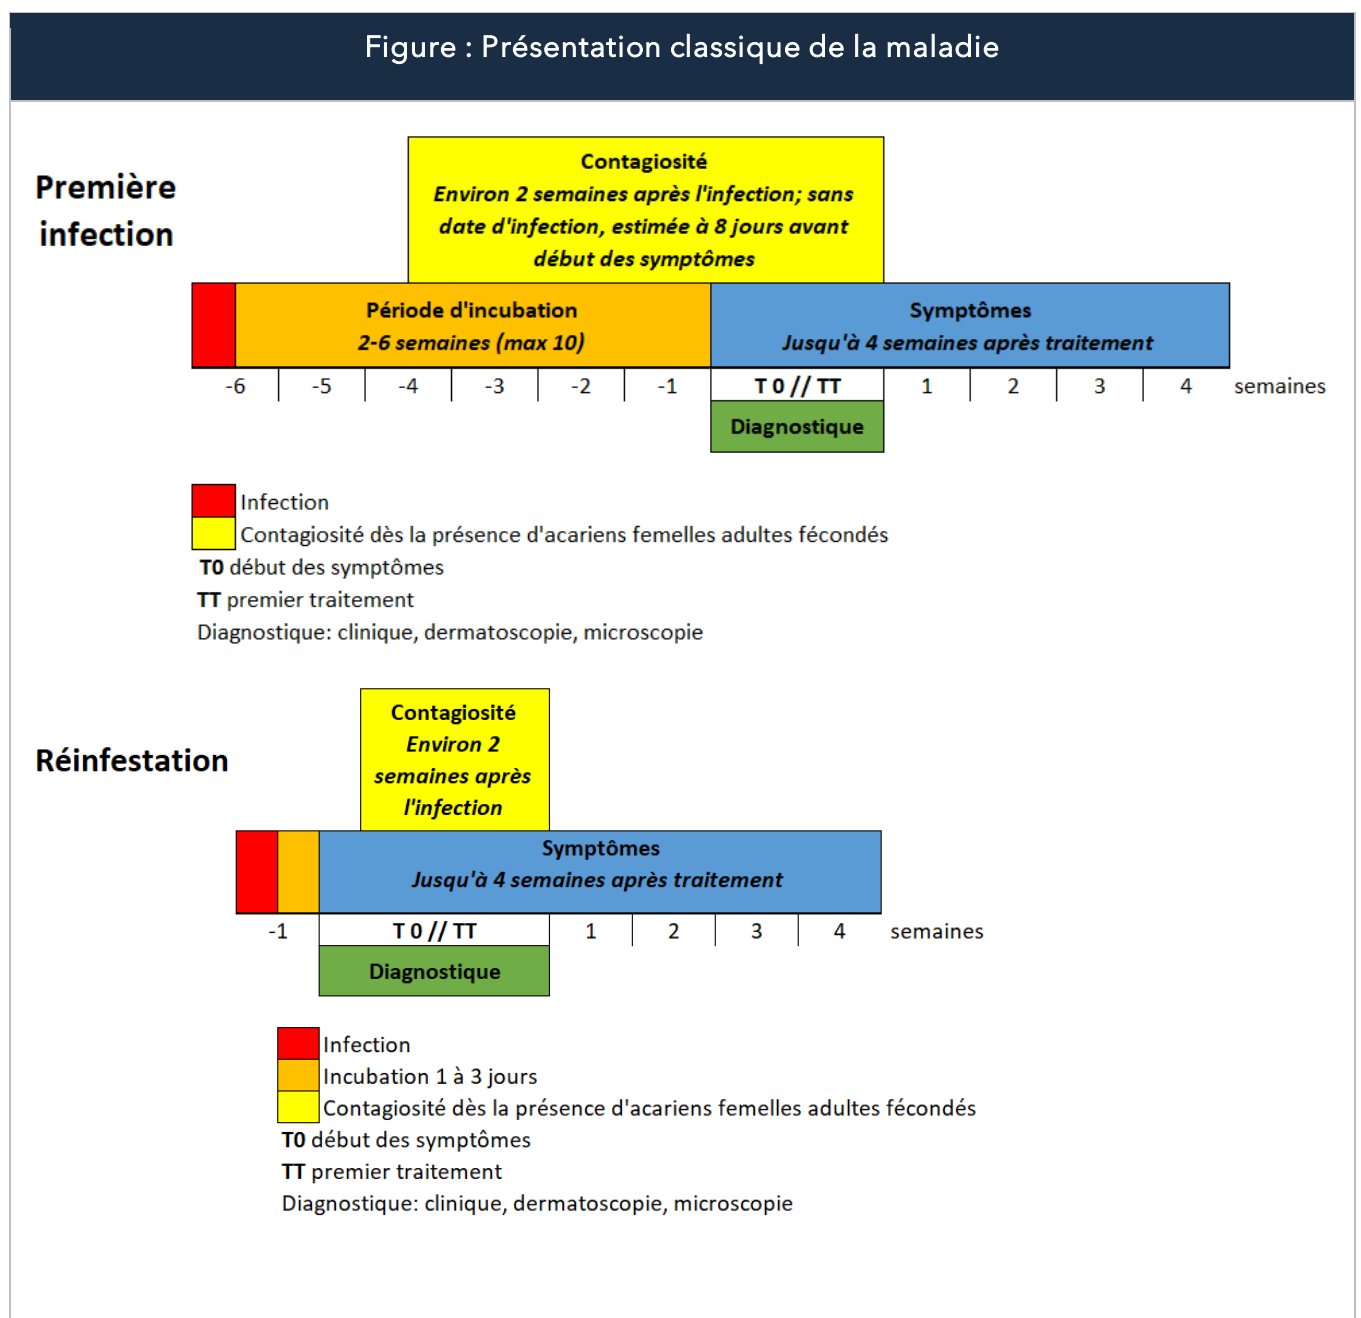 Figure : Présentation classique de la maladie
Première
infection
Contagiosité
Environ 2 semaines après l'infection; sans
date d'infection, estimée à 8 jours avant
début des symptômes
Période d'incubation
2-6 semaines (max 10)
Symptômes
Jusqu'à 4 semaines après traitement
-6 -5 -4 -3 -2 -1 T 0 // TT 1 2 3 4 semaines
Diagnostique
Infection
Contagiosité dès la présence d'acariens femelles adultes fécondés
T0 début des symptômes
TT premier traitement
Diagnostique: clinique, dermatoscopie, microscopie
Réinfestation
Contagiosité
Environ 2
semaines après
l'infection
Symptômes
Jusqu'à 4 semaines après traitement
-1 T 0 // TT 1 2 3 4 semaines
Diagnostique
Infection
Incubation 1 à 3 jours
Contagiosité dès la présence d'acariens femelles adultes fécondés
T0 début des symptômes
TT premier traitement
Diagnostique: clinique, dermatoscopie, microscopie